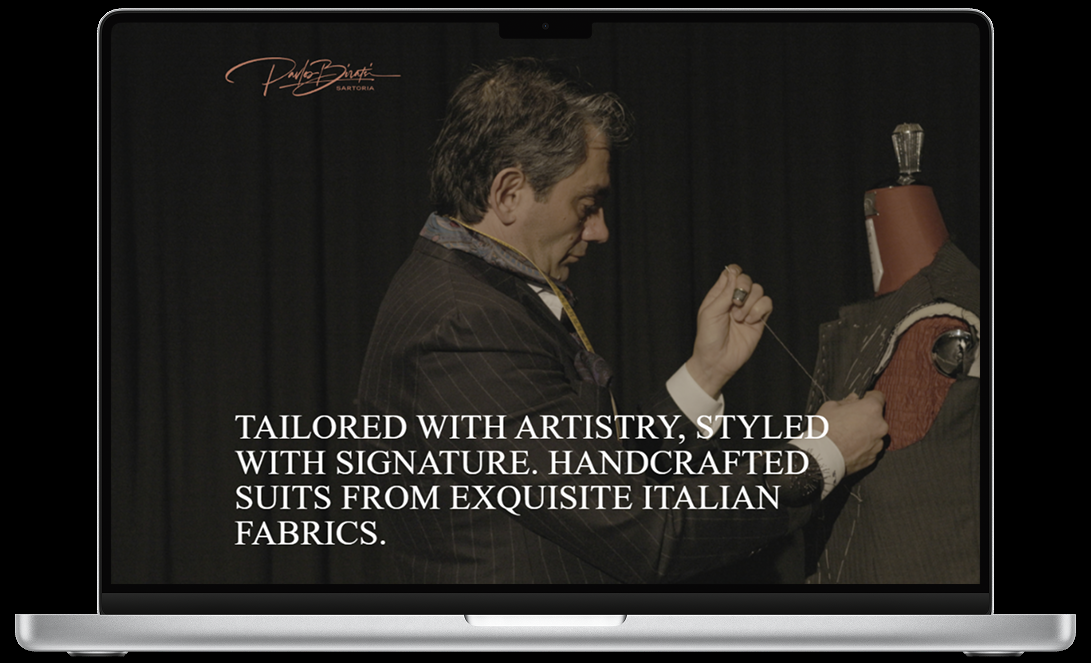 SARTORIA
TAILORED WITH ARTISTRY, STYLED
WITH SIGNATURE. HANDCRAFTED
SUITS FROM EXQUISITE ITALIAN
FABRICS.